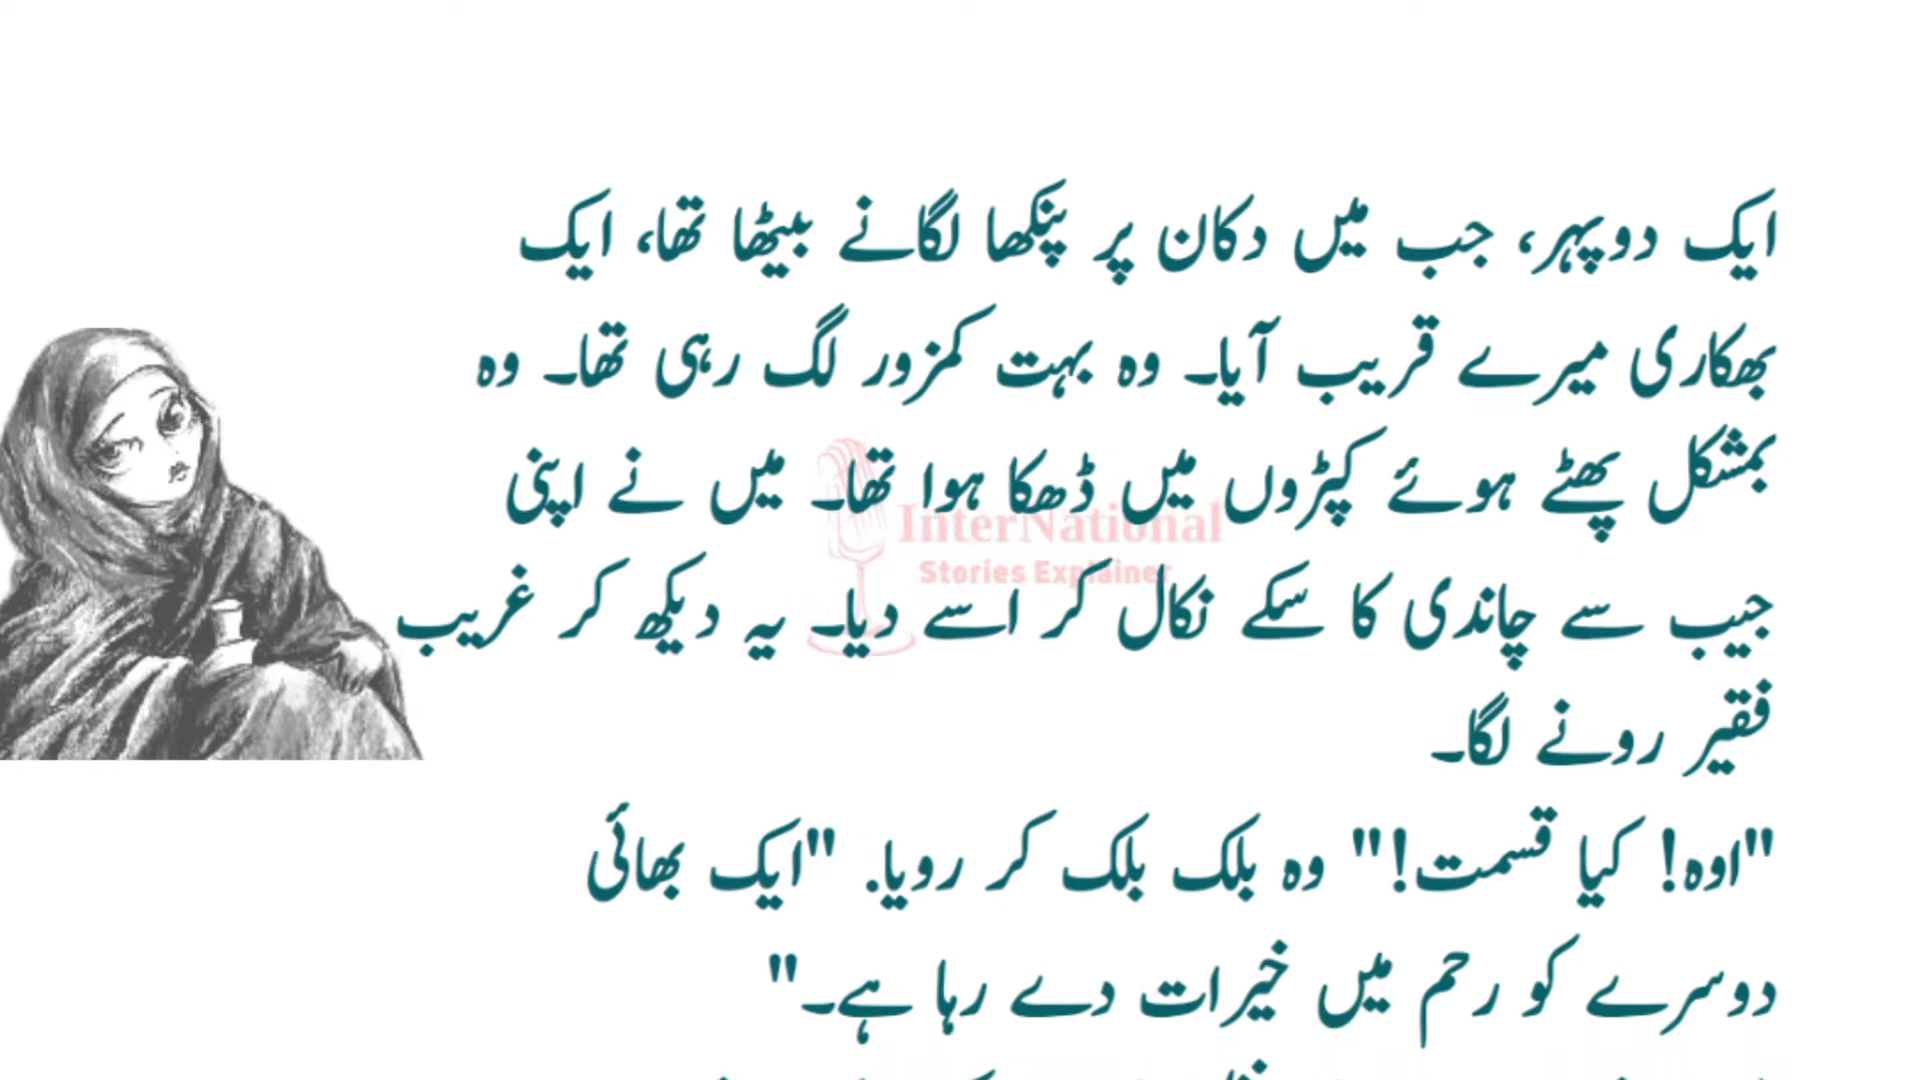 ایک دوپہر، جب میں دکان پر پنکھا لگانے بیٹھا تھا، ایک
بھکاری میرے قریب آیا۔ وہ بہت کمزور لگ رہی تھا۔ وہ
بمشکل پھٹے ہوئے کپڑوں میں ڈھکا ہوا تھا۔ میں نے اپنی
InterNational
Stories Explainer
جیب سے چاندی کا سکے نکال کر اسے دیا۔ یہ دیکھ کر غریب
فقیر رونے لگا۔
"اوہ! کیا قسمت!" وہ بلک بلک کر رویا. "ایک بھائی
دوسرے کو رحم میں خیرات دے رہا ہے۔"